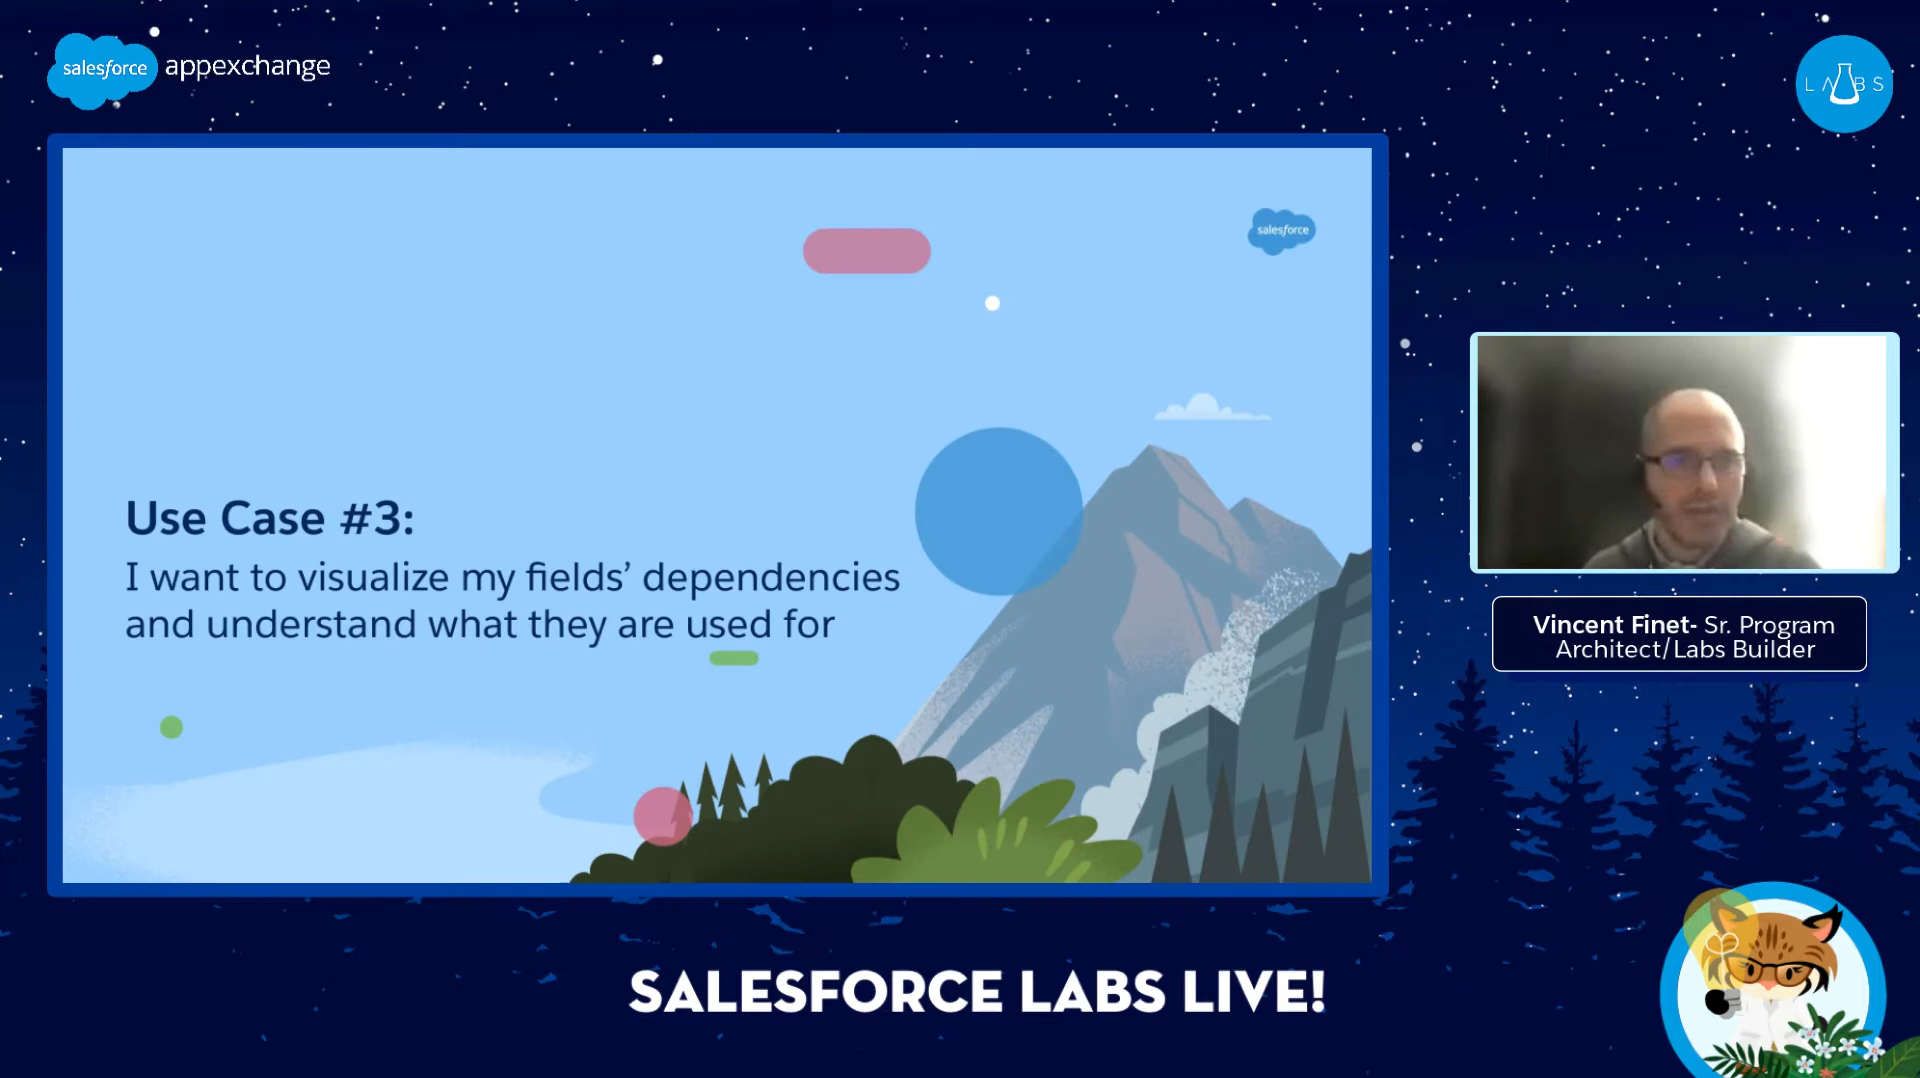 salesforce appexchange
LABS
salesforce
Use Case #3:
I want to visualize my fields’ dependencies
and understand what they are used for
Vincent Finet- Sr. Program
Architect/Labs Builder
SALESFORCE LABS LIVE!